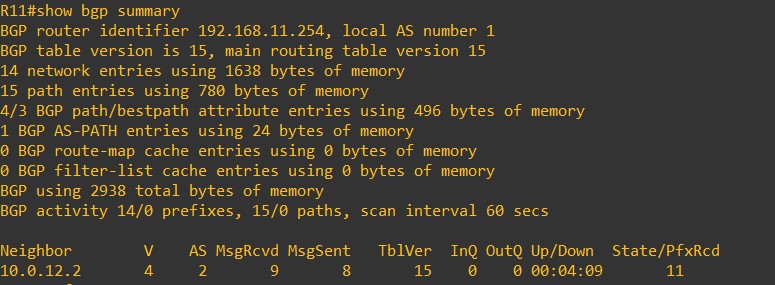 R11#show bgp summary
BGP router identifier 192.168.11.254, local AS number 1
BGP table version is 15, main routing table version 15
14 network entries using 1638 bytes of memory
15 path entries using 780 bytes of memory
4/3 BGP path/bestpath attribute entries using 496 bytes of memory
1 BGP AS-PATH entries using 24 bytes of memory
0 BGP route-map cache entries using 0 bytes of memory
0 BGP filter-list cache entries using 0 bytes of memory
BGP using 2938 total bytes of memory
BGP activity 14/0 prefixes, 15/0 paths, scan interval 60 secs
Neighbor        V    AS MsgRcvd MsgSent   TblVer  InQ OutQ Up/Down  State/PfxRcd
10.0.12.2       4     2       9       8       15    0    0 00:04:09       11